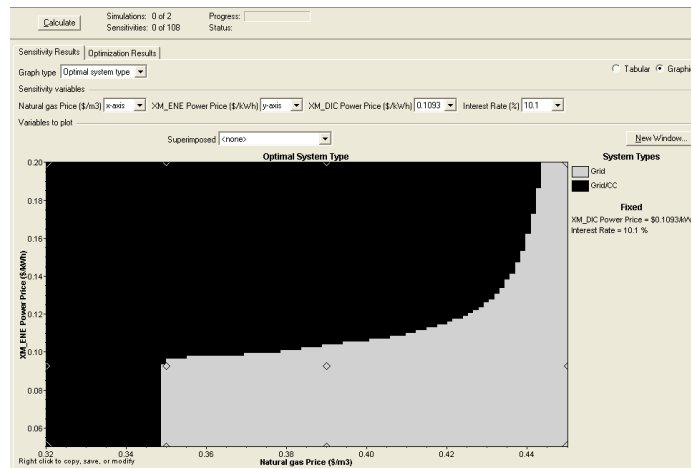 Calculate
Simulations: 0 of 2 Progress:
Sensitivities: 0 of 108 Status:
Sensitivity Results Optimization Results
Graph type Optimal system type Tabular Graphi
Sensitivity variables
Natural gas Price ($/m3) x-axis XM_ENE Power Price ($/kWh) y-axis XM_DIC Power Price ($/kWh) 0.1093 Interest Rate (%) 10.1
Variables to plot
Superimposed <none> New Window...
Optimal System Type
System Types
Grid
Grid/CC
Fixed
XM_DIC Power Price = $0.1093/kW
Interest Rate = 10.1 %
XM_ENE Power Price ($/kWh)
0.20
0.18
0.16
0.14
0.12
0.10
0.08
0.06
0.32 0.34 0.36 0.38 0.40 0.42 0.44
Natural gas Price ($/m3)
Right click to copy, save, or modify